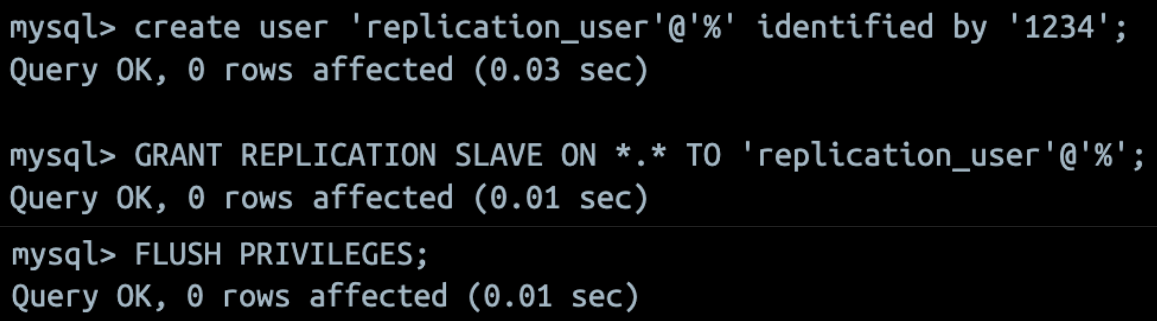 mysql> create user 'replication_user'@'%' identified by '1234';
Query OK, 0 rows affected (0.03 sec)
mysql> GRANT REPLICATION SLAVE ON *.* TO 'replication_user'@'%';
Query OK, 0 rows affected (0.01 sec)
mysql> FLUSH PRIVILEGES;
Query OK, 0 rows affected (0.01 sec)